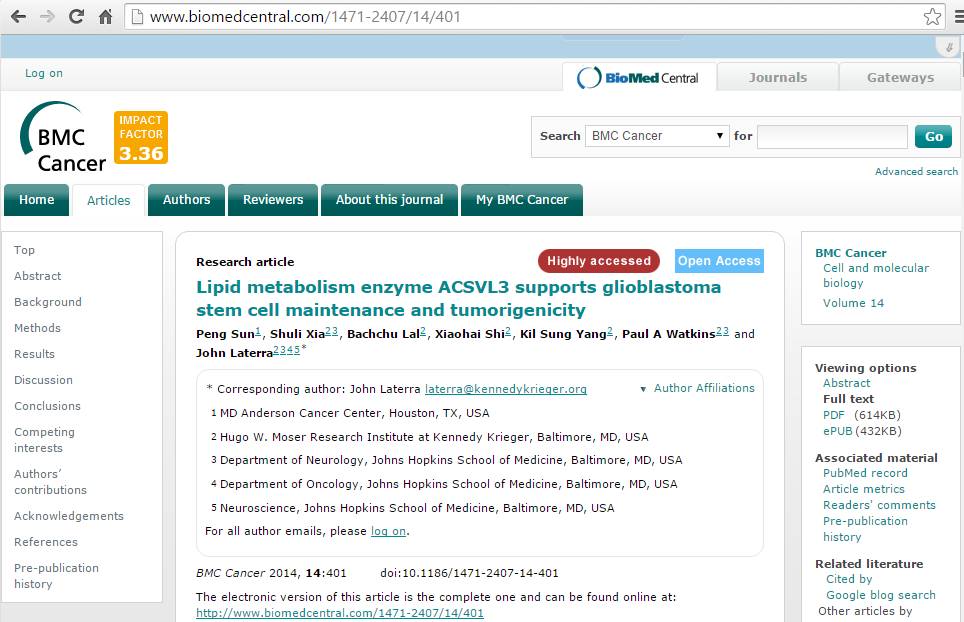 www.biomedcentral.com/1471-2407/14/401
Log on
BioMed Central
Journals
Gateways
BMC
Cancer
IMPACT
FACTOR
3.36
Search BMC Cancer for Go
Advanced search
Home Articles Authors Reviewers About this journal My BMC Cancer
Top
Abstract
Background
Methods
Results
Discussion
Conclusions
Competing
interests
Authors’
contributions
Acknowledgements
References
Pre-publication
history
Research article
Highly accessed
Open Access
Lipid metabolism enzyme ACSVL3 supports glioblastoma
stem cell maintenance and tumorigenicity
Peng Sun1, Shuli Xia23, Bachchu Lal2, Xiaohai Shi2, Kil Sung Yang2, Paul A Watkins23 and
John Laterra2345*
* Corresponding author: John Laterra laterra@kennedykrieger.org
▼ Author Affiliations
1 MD Anderson Cancer Center, Houston, TX, USA
2 Hugo W. Moser Research Institute at Kennedy Krieger, Baltimore, MD, USA
3 Department of Neurology, Johns Hopkins School of Medicine, Baltimore, MD, USA
4 Department of Oncology, Johns Hopkins School of Medicine, Baltimore, MD, USA
5 Neuroscience, Johns Hopkins School of Medicine, Baltimore, MD, USA
For all author emails, please log on.
BMC Cancer 2014, 14:401 doi:10.1186/1471-2407-14-401
The electronic version of this article is the complete one and can be found online at:
http://www.biomedcentral.com/1471-2407/14/401
BMC Cancer
Cell and molecular
biology
Volume 14
Viewing options
Abstract
Full text
PDF (614KB)
ePUB (432KB)
Associated material
PubMed record
Article metrics
Readers' comments
Pre-publication
history
Related literature
Cited by
Google blog search
Other articles by